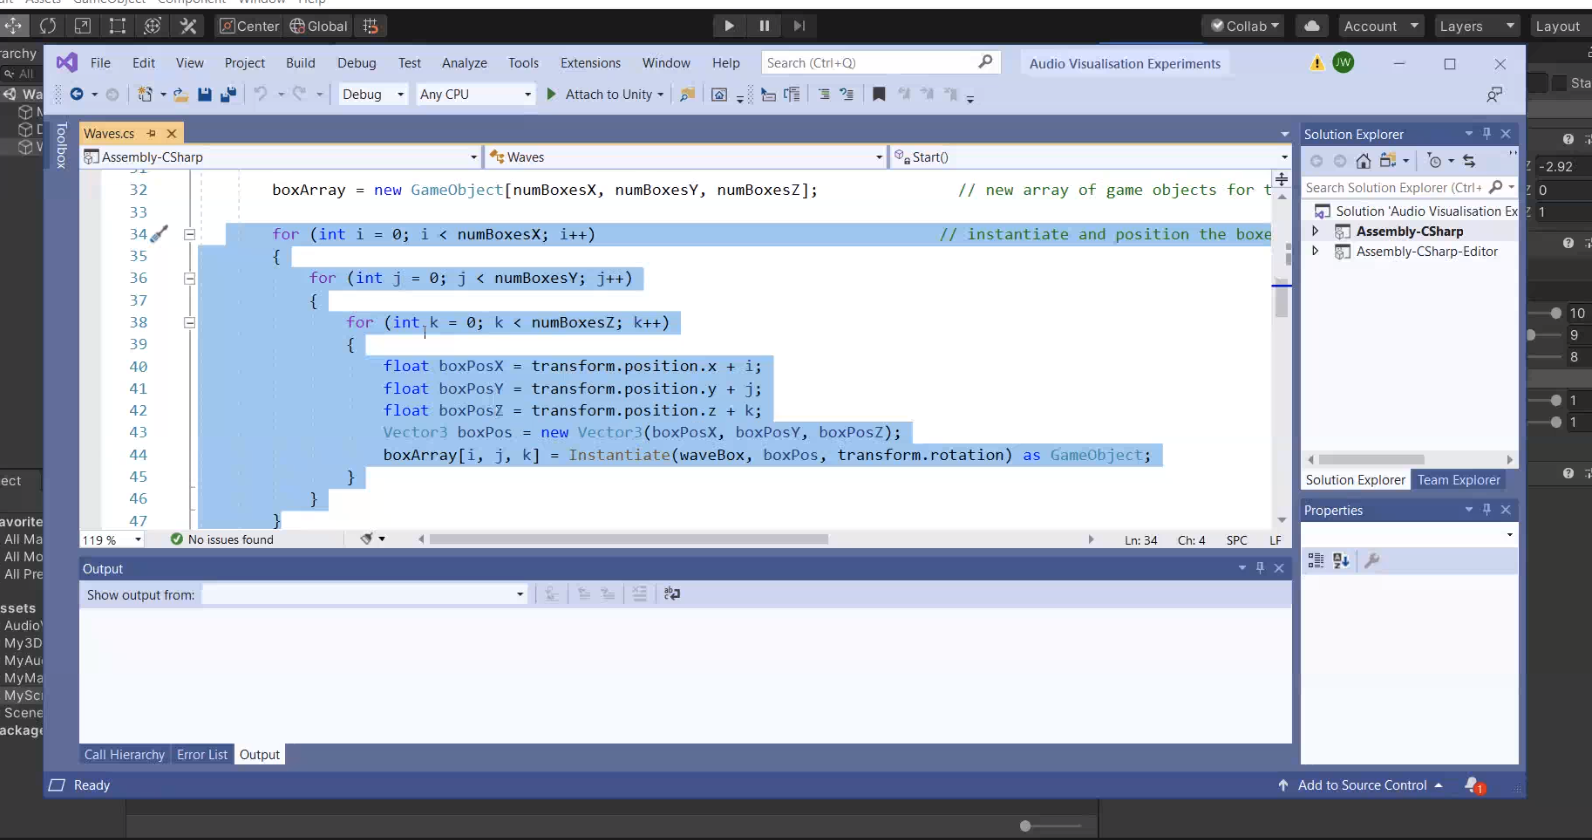 Assets GameObject Component Window Help
Center Global
Collab Account Layers Layout
File Edit View Project Build Debug Test Analyze Tools Extensions Window Help Search (Ctrl+Q) Audio Visualisation Experiments JW
Debug Any CPU Attach to Unity
Toolbox
Waves.cs
Assembly-CSharp Waves Start()
32 boxArray = new GameObject[numBoxesX, numBoxesY, numBoxesZ]; // new array of game objects for t
33
34 for (int i = 0; i < numBoxesX; i++) // instantiate and position the boxe
35 {
36 for (int j = 0; j < numBoxesY; j++)
37 {
38 for (int k = 0; k < numBoxesZ; k++)
39 {
40 float boxPosX = transform.position.x + i;
41 float boxPosY = transform.position.y + j;
42 float boxPosZ = transform.position.z + k;
43 Vector3 boxPos = new Vector3(boxPosX, boxPosY, boxPosZ);
44 boxArray[i, j, k] = Instantiate(waveBox, boxPos, transform.rotation) as GameObject;
45 }
46 }
47 }
119 % No issues found Ln: 34 Ch: 4 SPC LF
Output
Show output from:
Call Hierarchy Error List Output
Ready Add to Source Control 1
Solution Explorer
Search Solution Explorer (Ctrl+
Solution 'Audio Visualisation Ex
Assembly-CSharp
Assembly-CSharp-Editor
Solution Explorer Team Explorer
Properties
erarchy
All
Wa
Sta
-2.92
0
1
10
9
8
1
1
ect
avorite
All Ma
All Mo
All Pre
ssets
AudioV
My3D
MyAu
MyMa
MyScr
Scene
ackage